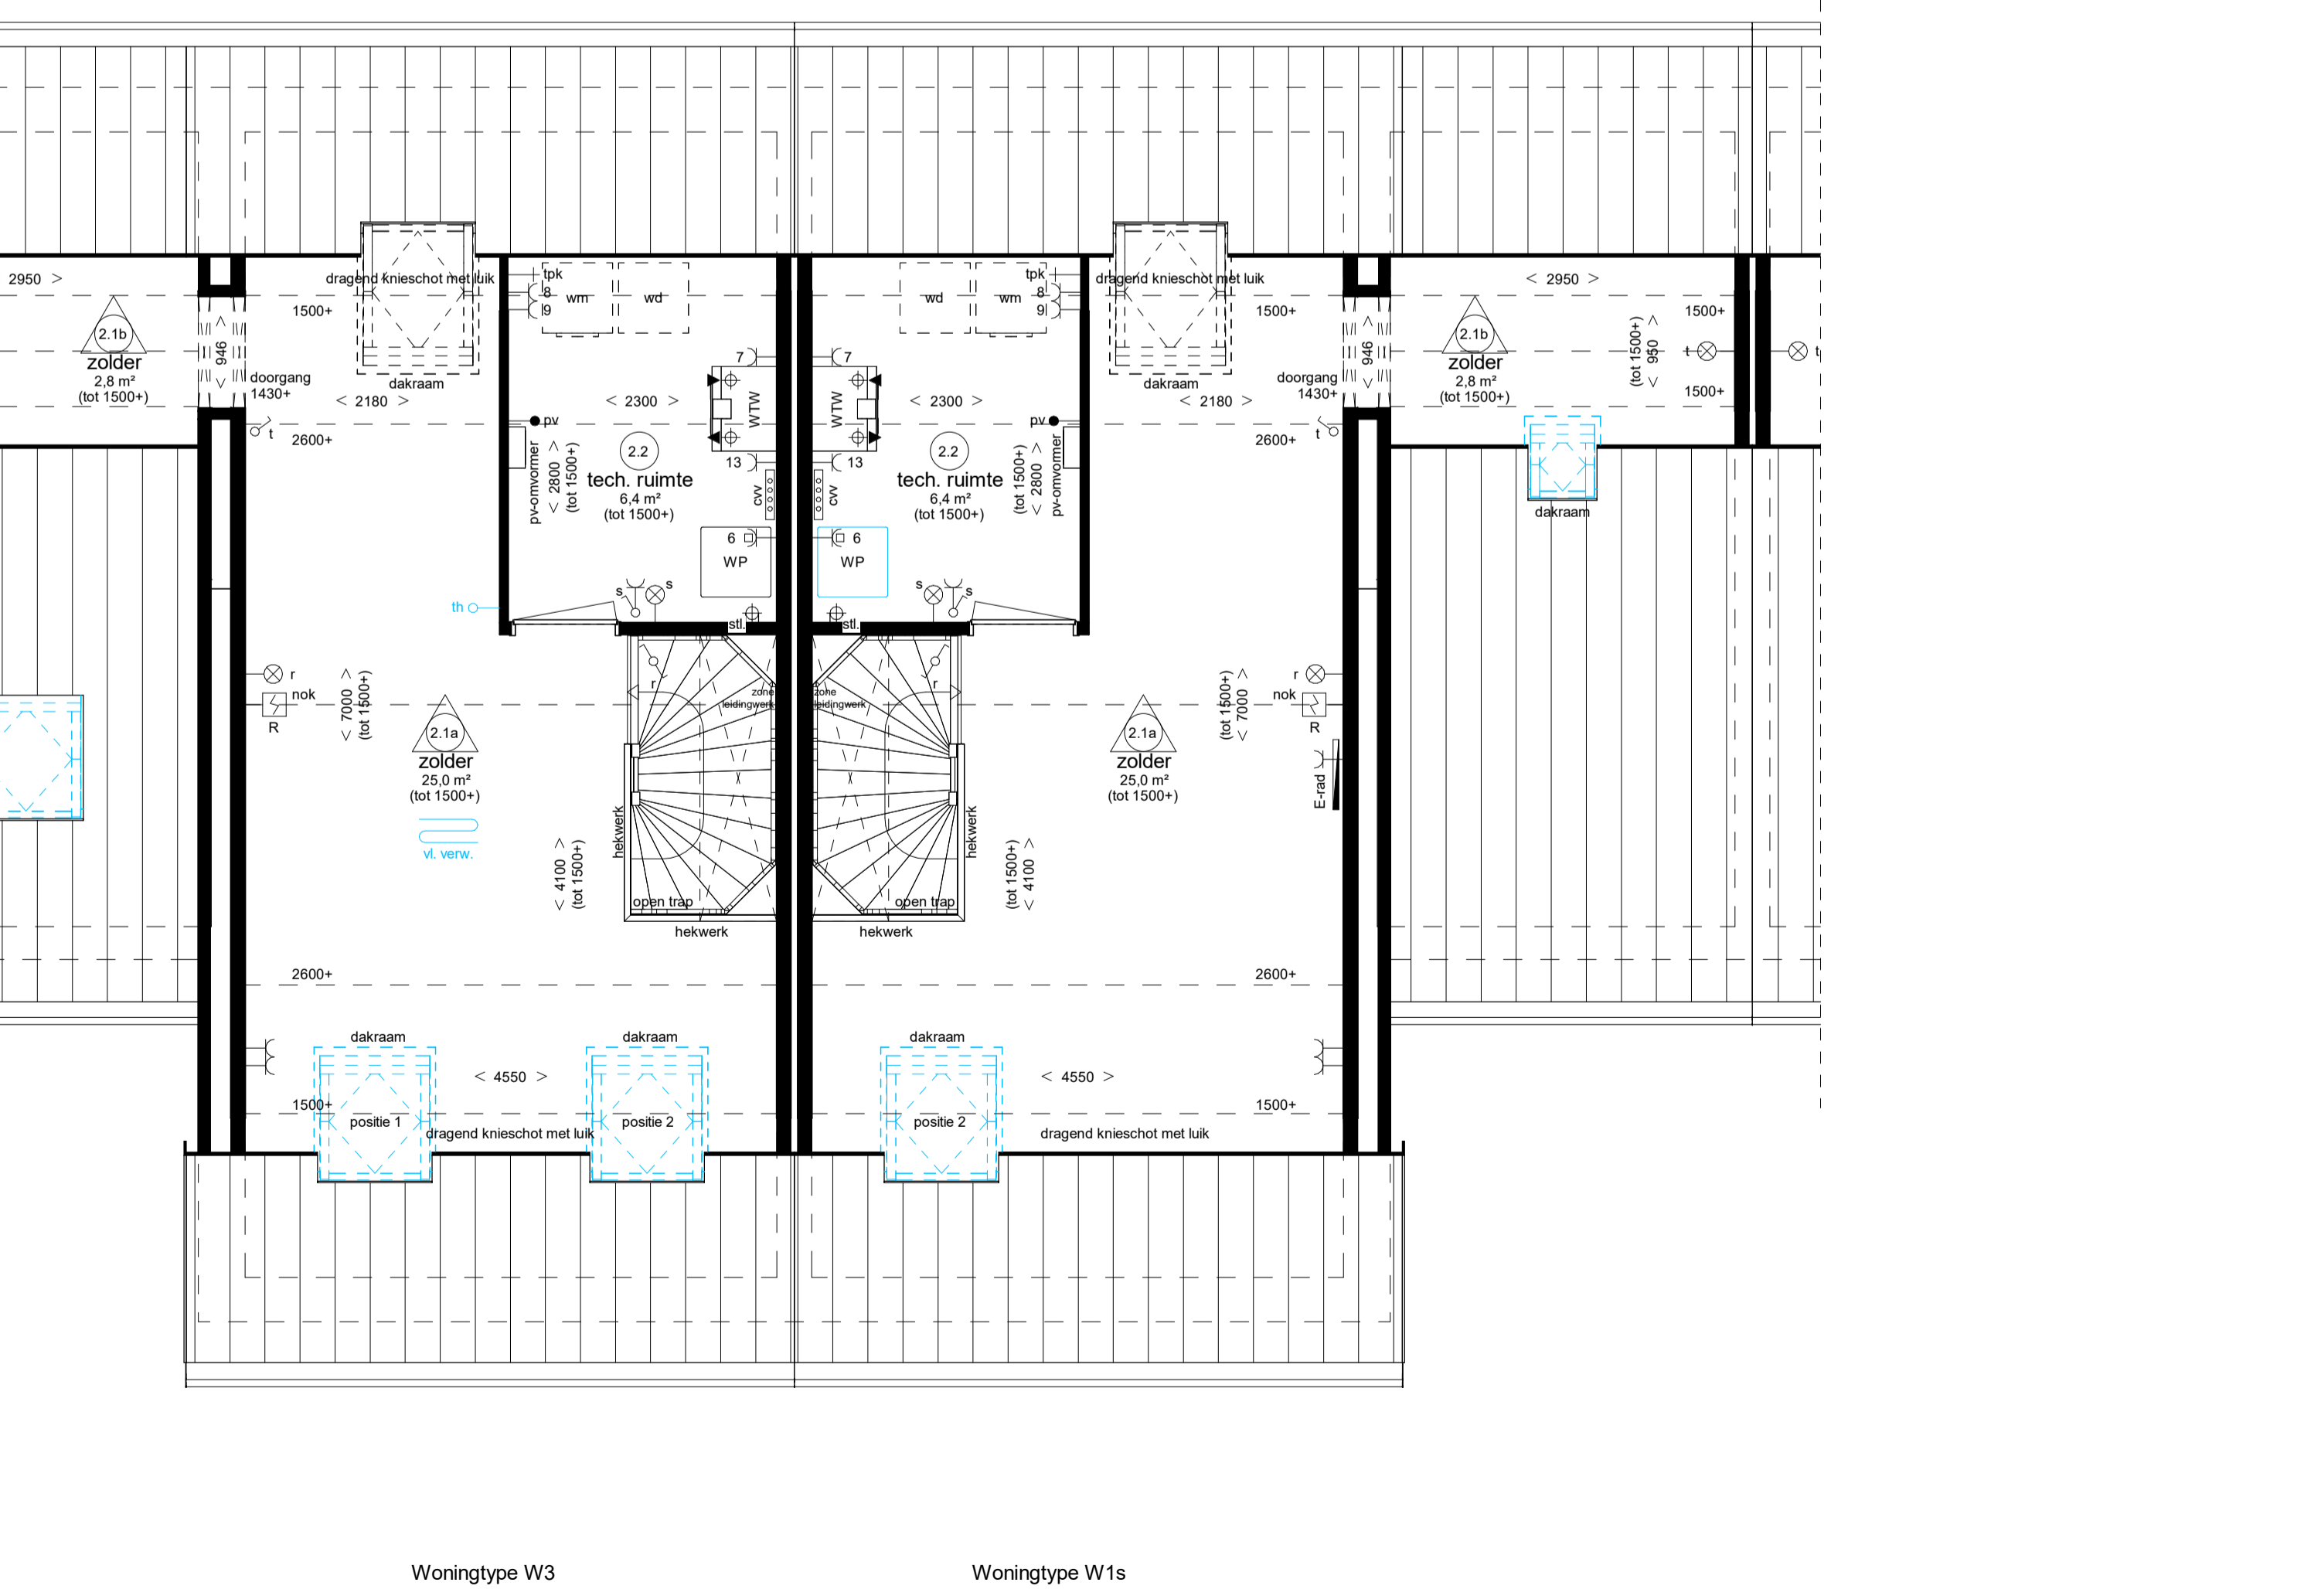 dragend knieschot met luik
tpk
8
9
wm
wd
wd
wm
tpk
8
9
dragend knieschot met luik
2950 >
1500+
< 946 >
2.1b
zolder
2,8 m²
(tot 1500+)
doorgang
1430+
t
2600+
dakraam
< 2180 >
7
WTW
< 2300 >
pv
pv-omvormer
< 2800 >
(tot 1500+)
2.2
tech. ruimte
6,4 m²
(tot 1500+)
13
cvv
6
WP
s
s
stl.
th
7
WTW
< 2300 >
pv
pv-omvormer
< 2800 >
(tot 1500+)
2.2
tech. ruimte
6,4 m²
(tot 1500+)
13
cvv
6
WP
s
s
stl.
dakraam
< 2180 >
1500+
doorgang
1430+
t
2600+
< 946 >
< 2950 >
2.1b
zolder
2,8 m²
(tot 1500+)
(tot 1500+)
< 950 >
1500+
t
1500+
t
dakraam
r
nok
R
< 7000 >
(tot 1500+)
2.1a
zolder
25,0 m²
(tot 1500+)
vl. verw.
r
zone
leidingwerk
hekwerk
< 4100 >
(tot 1500+)
open trap
hekwerk
zone
leidingwerk
r
hekwerk
open trap
hekwerk
(tot 1500+)
< 4100 >
2.1a
zolder
25,0 m²
(tot 1500+)
(tot 1500+)
< 7000 >
r
nok
R
E-rad
2600+
2600+
dakraam
dakraam
dakraam
< 4550 >
< 4550 >
1500+
1500+
positie 1
positie 2
positie 2
dragend knieschot met luik
dragend knieschot met luik
Woningtype W3
Woningtype W1s